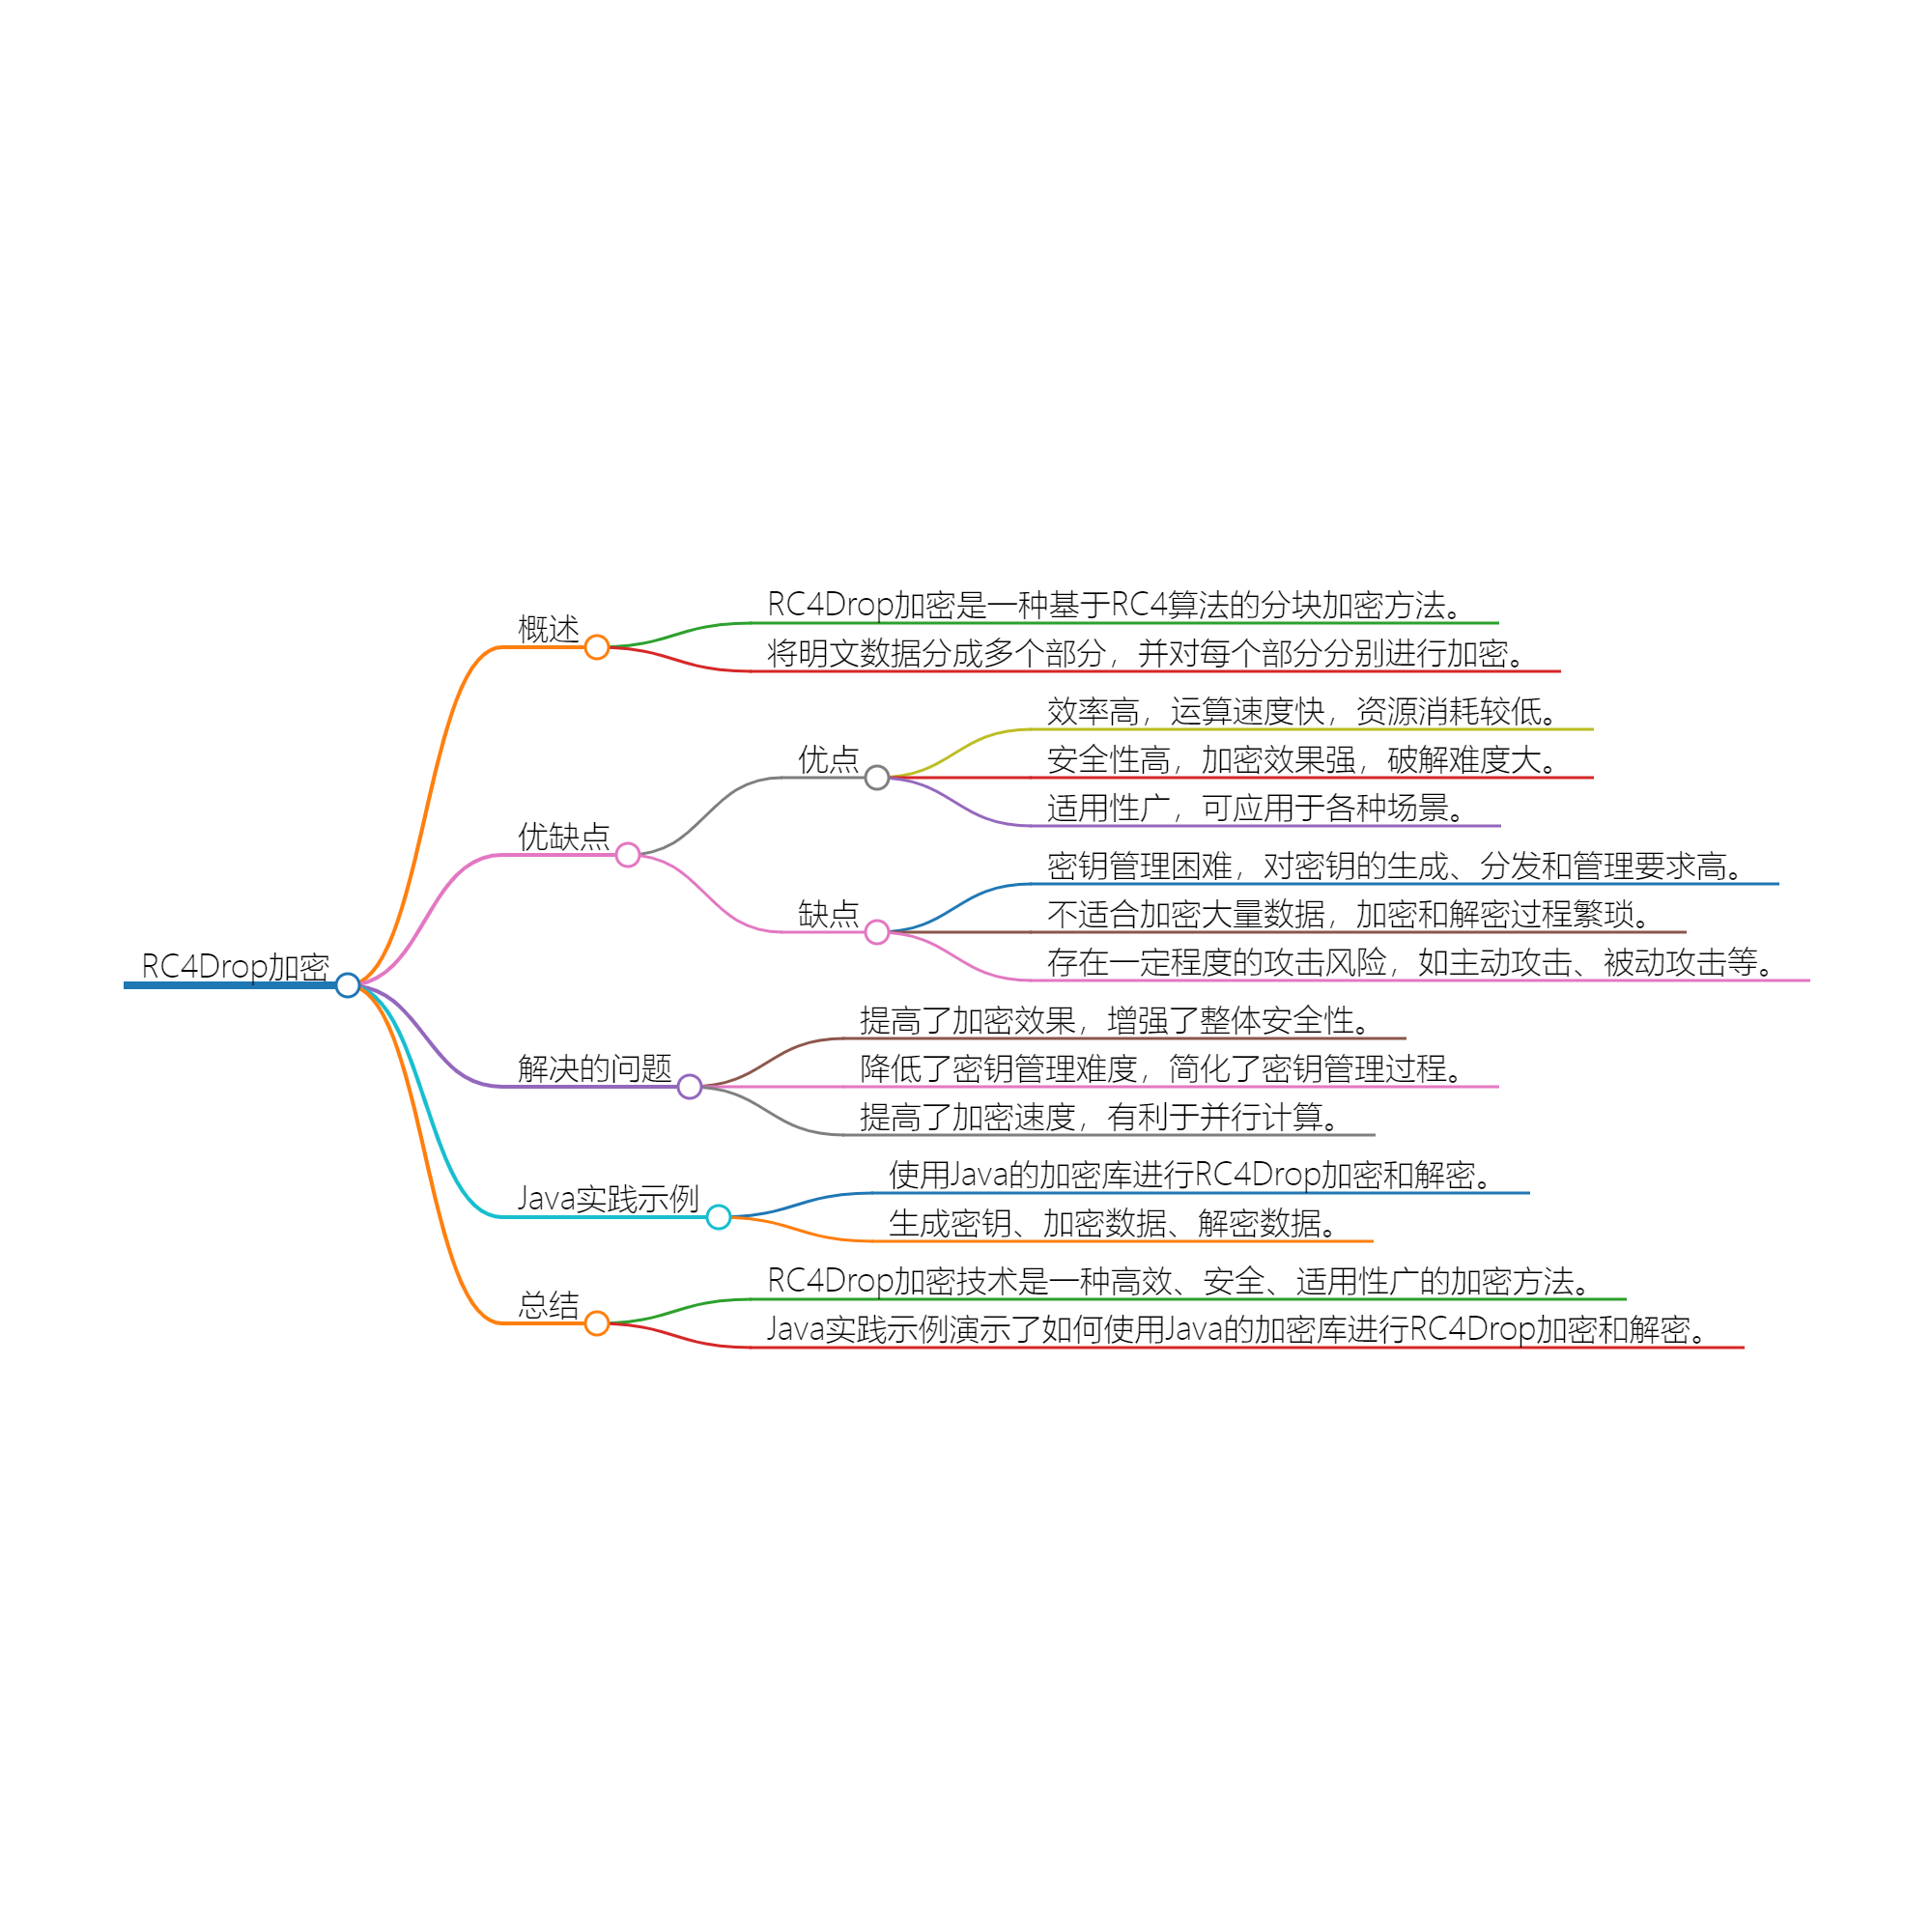 RC4Drop加密
概述
RC4Drop加密是一种基于RC4算法的分块加密方法。
将明文数据分成多个部分，并对每个部分分别进行加密。
优缺点
优点
效率高，运算速度快，资源消耗较低。
安全性高，加密效果强，破解难度大。
适用性广，可应用于各种场景。
缺点
密钥管理困难，对密钥的生成、分发和管理要求高。
不适合加密大量数据，加密和解密过程繁琐。
存在一定程度的攻击风险，如主动攻击、被动攻击等。
解决的问题
提高了加密效果，增强了整体安全性。
降低了密钥管理难度，简化了密钥管理过程。
提高了加密速度，有利于并行计算。
Java实践示例
使用Java的加密库进行RC4Drop加密和解密。
生成密钥、加密数据、解密数据。
总结
RC4Drop加密技术是一种高效、安全、适用性广的加密方法。
Java实践示例演示了如何使用Java的加密库进行RC4Drop加密和解密。